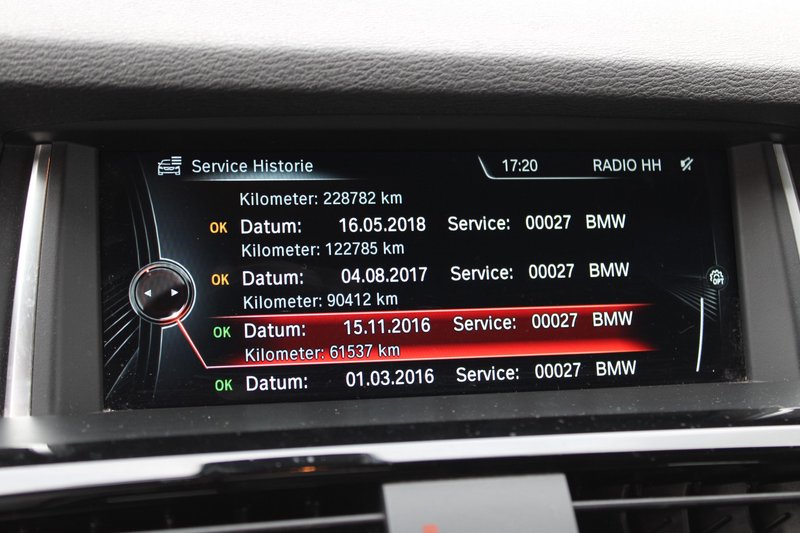 Service Historie 17:20 RADIO HH
Kilometer: 228782 km
OK Datum: 16.05.2018 Service: 00027 BMW
Kilometer: 122785 km
OK Datum: 04.08.2017 Service: 00027 BMW
Kilometer: 90412 km
OK Datum: 15.11.2016 Service: 00027 BMW
Kilometer: 61537 km
OK Datum: 01.03.2016 Service: 00027 BMW
OPT